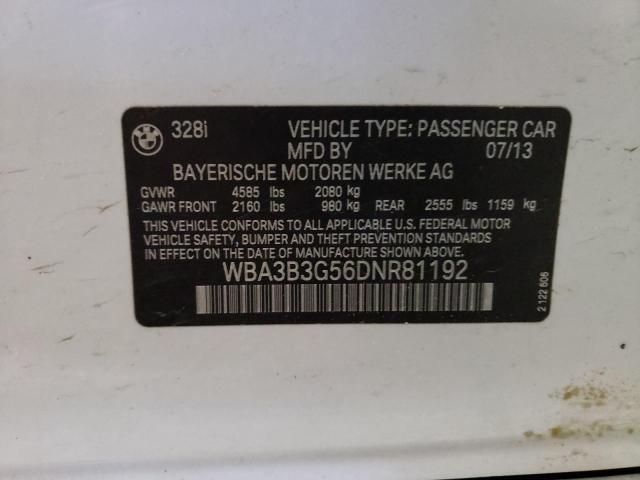 BMW
328i VEHICLE TYPE: PASSENGER CAR
MFD BY 07/13
BAYERISCHE MOTOREN WERKE AG
GVWR 4585 lbs 2080 kg
GAWR FRONT 2160 lbs 980 kg REAR 2555 lbs 1159 kg
THIS VEHICLE CONFORMS TO ALL APPLICABLE U.S. FEDERAL MOTOR
VEHICLE SAFETY, BUMPER AND THEFT PREVENTION STANDARDS
IN EFFECT ON THE DATE OF MANUFACTURE SHOWN ABOVE.
WBA3B3G56DNR81192
2 122 606